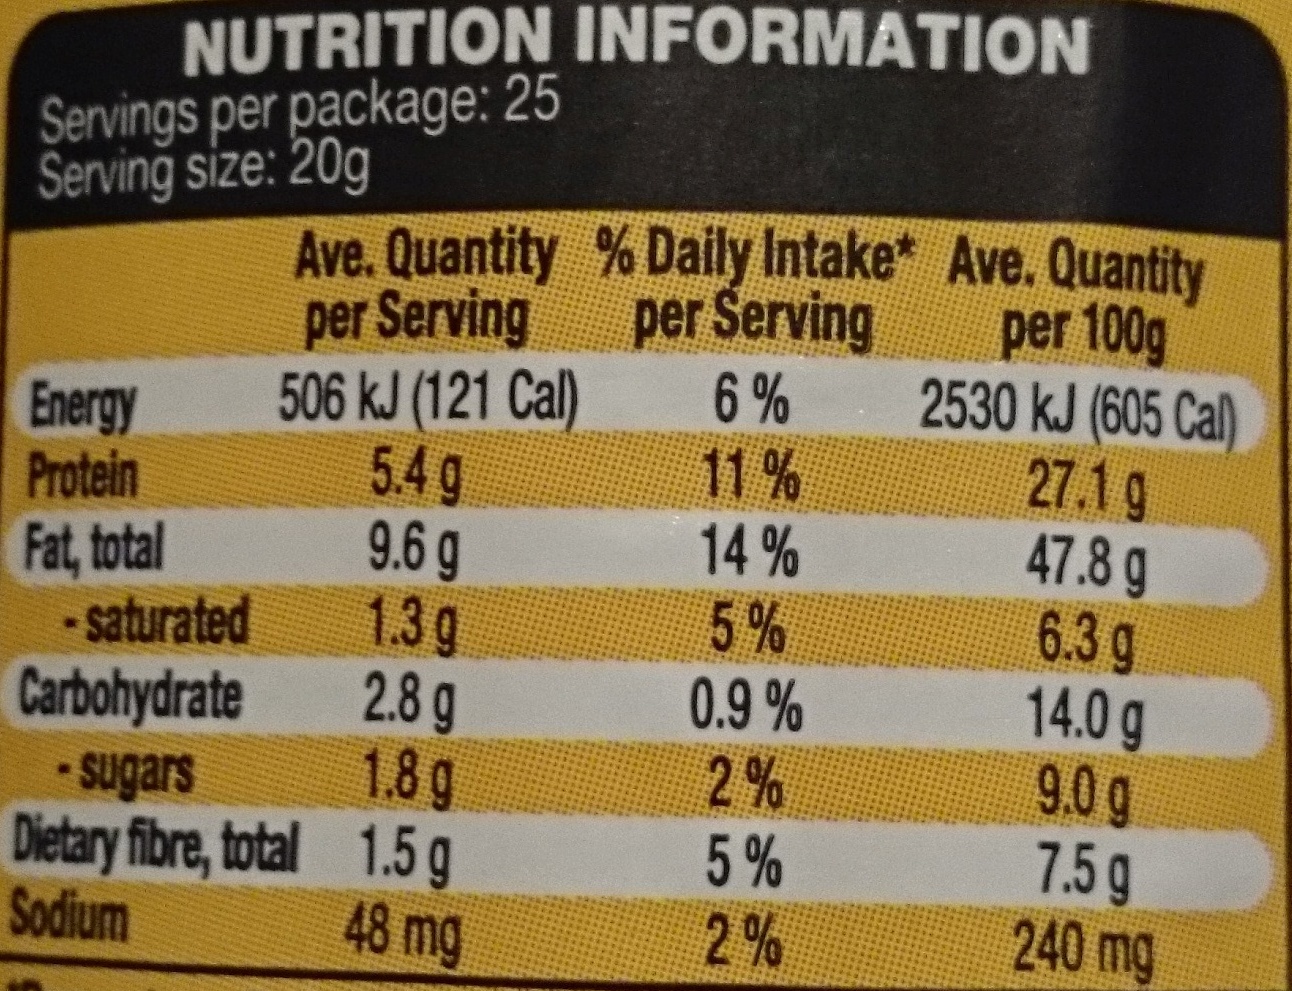 NUTRITION INFORMATION
Servings per package: 25
Serving size: 20g
Ave. Quantity % Daily Intake* Ave. Quantity
per Serving per Serving per 100g
Energy 506 kJ (121 Cal) 6 % 2530 kJ (605 Cal)
Protein 5.4 g 11 % 27.1 g
Fat, total 9.6 g 14 % 47.8 g
- saturated 1.3 g 5 % 6.3 g
Carbohydrate 2.8 g 0.9 % 14.0 g
- sugars 1.8 g 2 % 9.0 g
Dietary fibre, total 1.5 g 5 % 7.5 g
Sodium 48 mg 2 % 240 mg